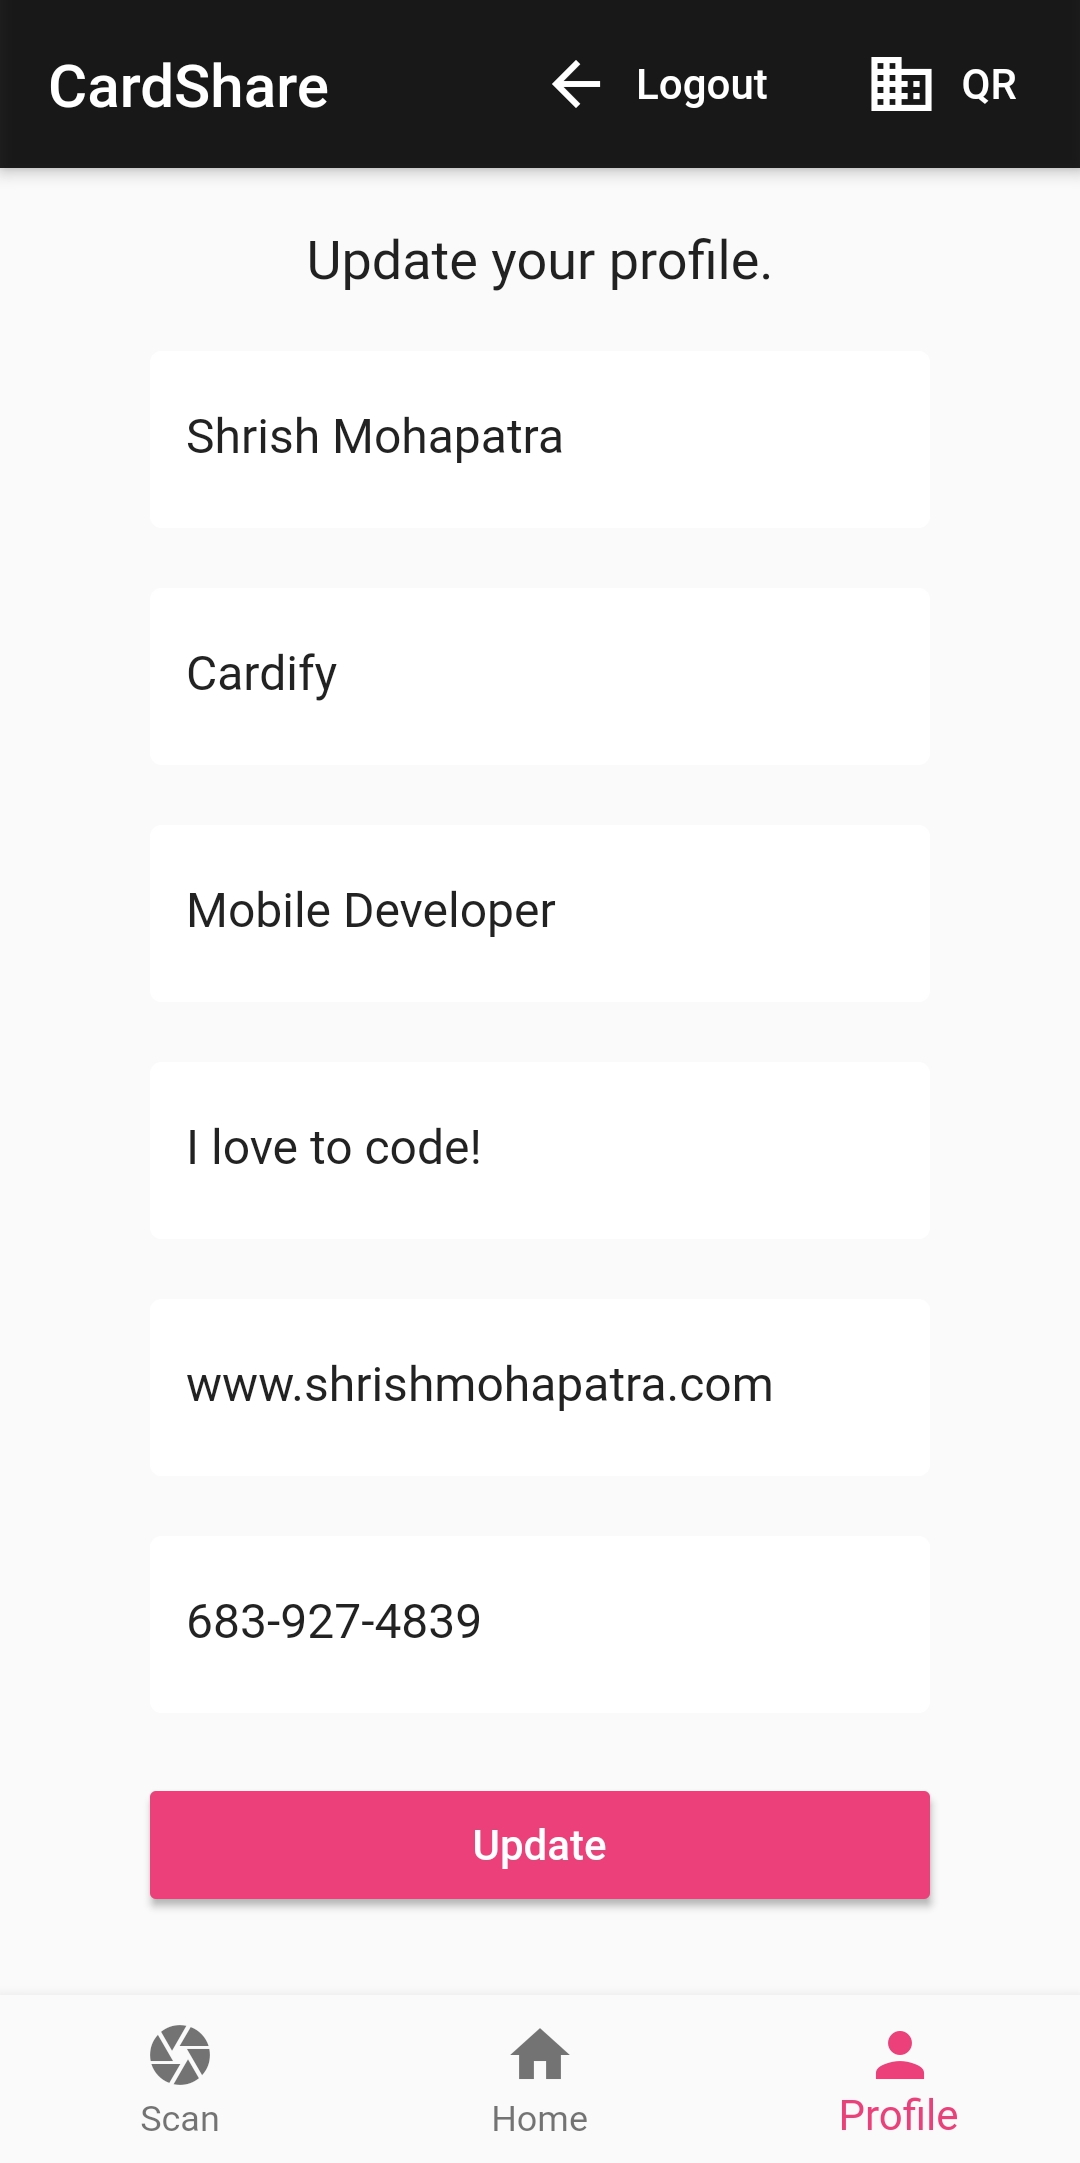 CardShare
Logout
QR
Update your profile.
Shrish Mohapatra
Cardify
Mobile Developer
I love to code!
www.shrishmohapatra.com
683-927-4839
Update
Scan
Home
Profile